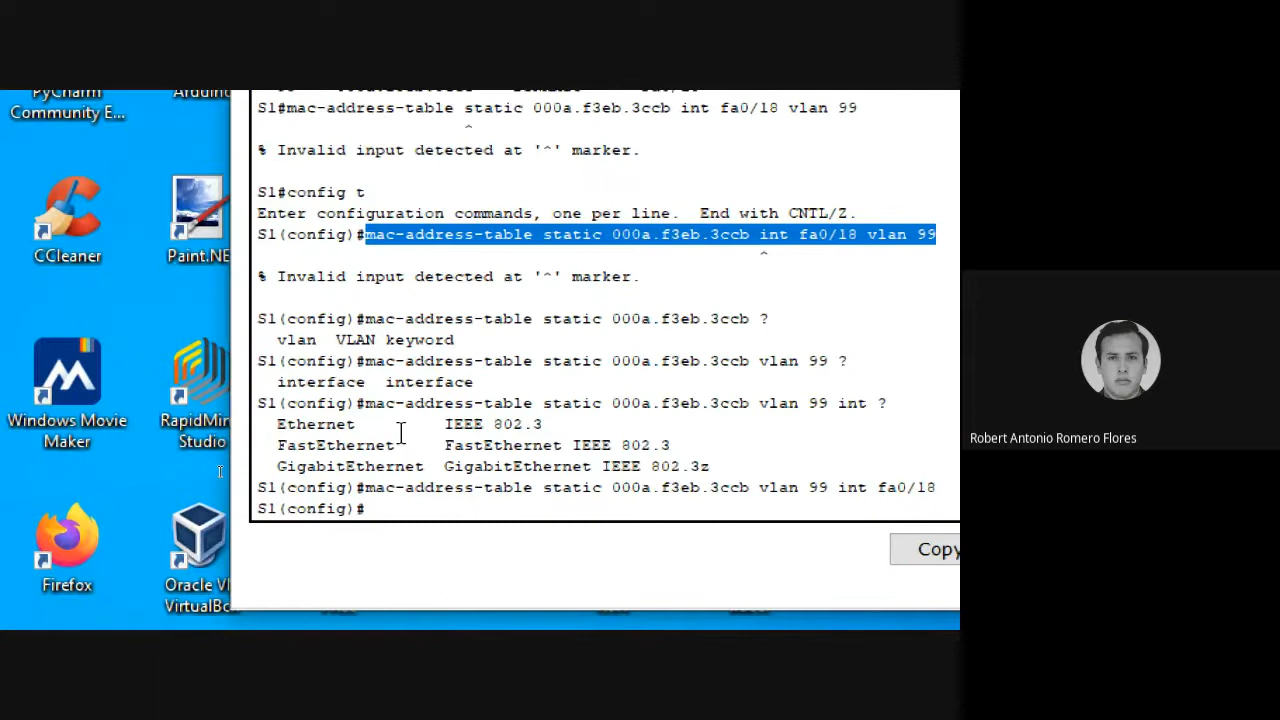 PyCharm
Community E...
S1#mac-address-table static 000a.f3eb.3ccb int fa0/18 vlan 99
^
% Invalid input detected at '^' marker.
S1#config t
Enter configuration commands, one per line.  End with CNTL/Z.
S1(config)#mac-address-table static 000a.f3eb.3ccb int fa0/18 vlan 99
^
% Invalid input detected at '^' marker.
S1(config)#mac-address-table static 000a.f3eb.3ccb ?
vlan  VLAN keyword
S1(config)#mac-address-table static 000a.f3eb.3ccb vlan 99 ?
interface  interface
S1(config)#mac-address-table static 000a.f3eb.3ccb vlan 99 int ?
Ethernet         IEEE 802.3
FastEthernet     FastEthernet IEEE 802.3
GigabitEthernet  GigabitEthernet IEEE 802.3z
S1(config)#mac-address-table static 000a.f3eb.3ccb vlan 99 int fa0/18
S1(config)#
Copy
CCleaner
Paint.NE
Windows Movie
Maker
RapidMin
Studio
Firefox
Oracle V
VirtualBo
Robert Antonio Romero Flores